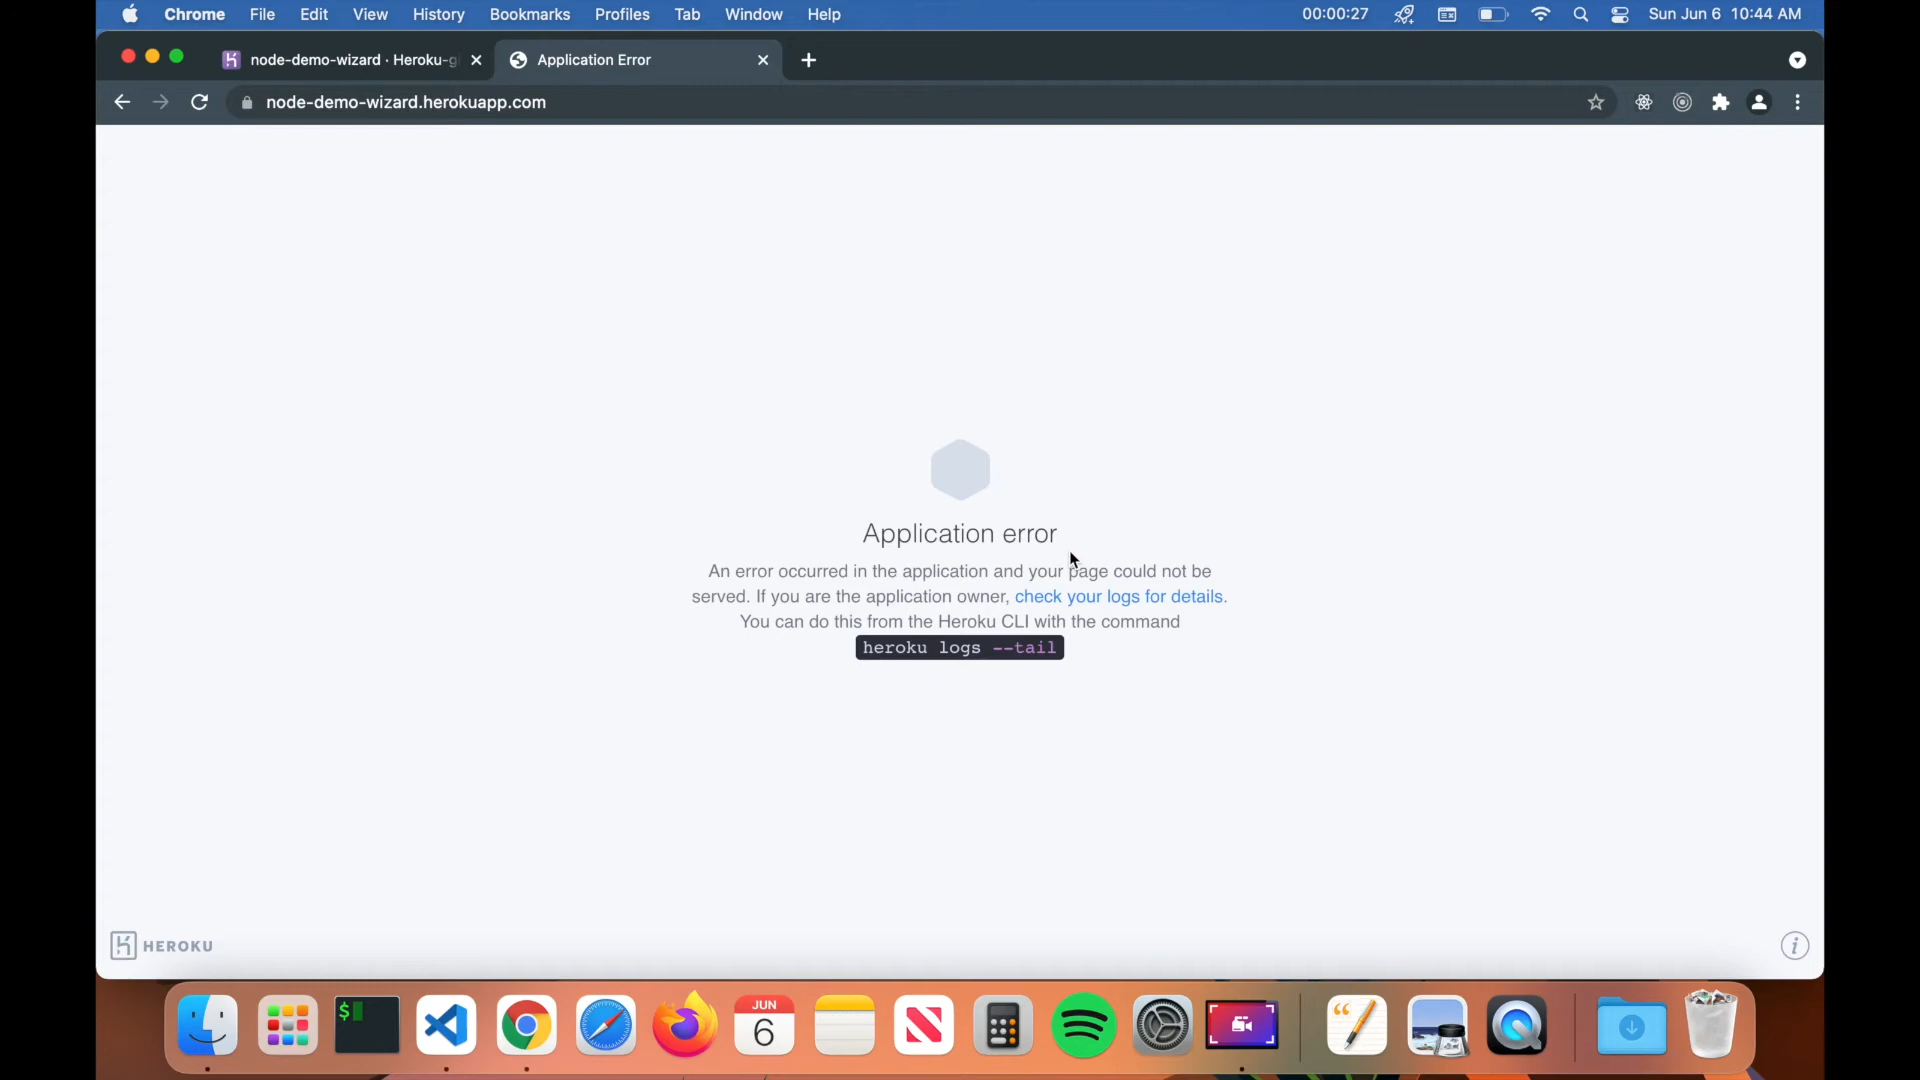 Chrome File Edit View History Bookmarks Profiles Tab Window Help 00:00:27 Sun Jun 6 10:44 AM
node-demo-wizard · Heroku-g Application Error
node-demo-wizard.herokuapp.com
Application error
An error occurred in the application and your page could not be
served. If you are the application owner, check your logs for details.
You can do this from the Heroku CLI with the command
heroku logs --tail
HEROKU
$
JUN
6